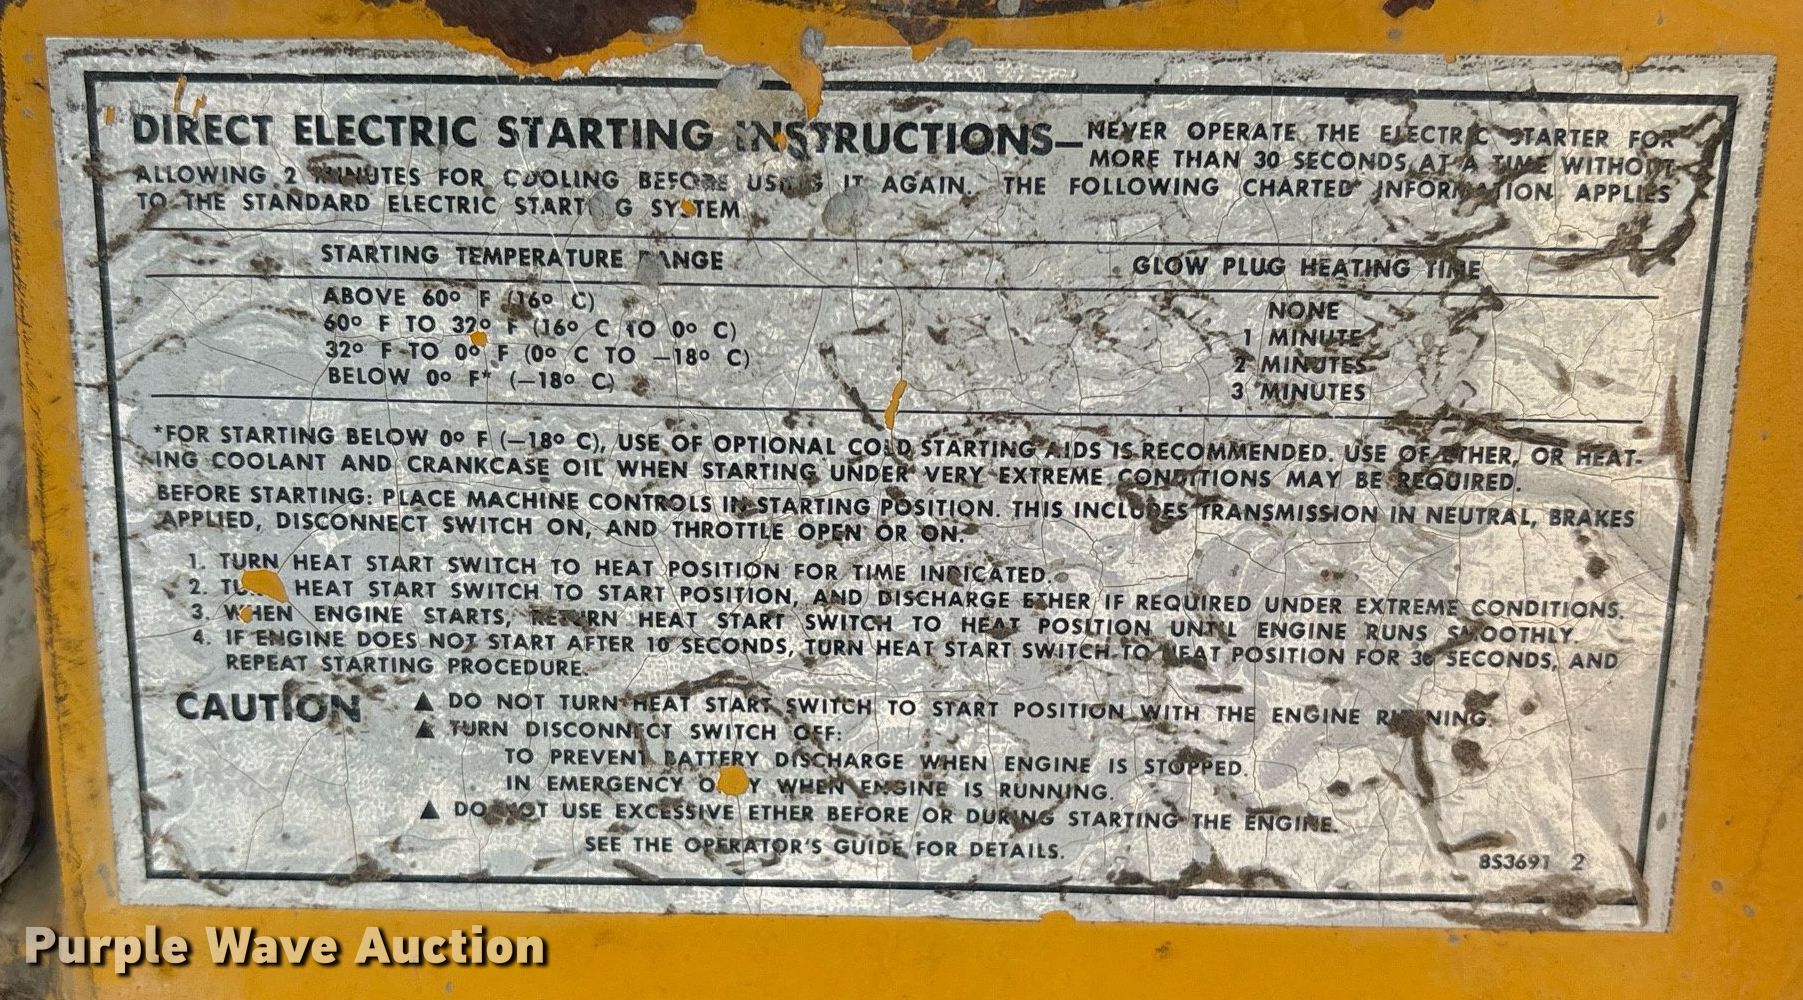 DIRECT ELECTRIC STARTING INSTRUCTIONS—NEVER OPERATE THE ELECTRIC STARTER FOR
MORE THAN 30 SECONDS AT A TIME WITHOUT
ALLOWING 2 MINUTES FOR COOLING BEFORE USING IT AGAIN. THE FOLLOWING CHARTED INFORMATION APPLIES
TO THE STANDARD ELECTRIC STARTING SYSTEM
STARTING TEMPERATURE RANGE GLOW PLUG HEATING TIME
ABOVE 60° F (16° C) NONE
60° F TO 32° F (16° C TO 0° C) 1 MINUTE
32° F TO 0° F (0° C TO —18° C) 2 MINUTES
BELOW 0° F* (—18° C) 3 MINUTES
*FOR STARTING BELOW 0° F (—18° C), USE OF OPTIONAL COLD STARTING AIDS IS RECOMMENDED. USE OF ETHER, OR HEAT-
ING COOLANT AND CRANKCASE OIL WHEN STARTING UNDER VERY EXTREME CONDITIONS MAY BE REQUIRED.
BEFORE STARTING: PLACE MACHINE CONTROLS IN STARTING POSITION. THIS INCLUDES TRANSMISSION IN NEUTRAL, BRAKES
APPLIED, DISCONNECT SWITCH ON, AND THROTTLE OPEN OR ON.
1. TURN HEAT START SWITCH TO HEAT POSITION FOR TIME INDICATED.
2. TURN HEAT START SWITCH TO START POSITION, AND DISCHARGE ETHER IF REQUIRED UNDER EXTREME CONDITIONS.
3. WHEN ENGINE STARTS, RETURN HEAT START SWITCH TO HEAT POSITION UNTIL ENGINE RUNS SMOOTHLY.
4. IF ENGINE DOES NOT START AFTER 10 SECONDS, TURN HEAT START SWITCH TO HEAT POSITION FOR 30 SECONDS, AND
REPEAT STARTING PROCEDURE.
CAUTION ▲ DO NOT TURN HEAT START SWITCH TO START POSITION WITH THE ENGINE RUNNING.
▲ TURN DISCONNECT SWITCH OFF:
TO PREVENT BATTERY DISCHARGE WHEN ENGINE IS STOPPED.
IN EMERGENCY ONLY WHEN ENGINE IS RUNNING.
▲ DO NOT USE EXCESSIVE ETHER BEFORE OR DURING STARTING THE ENGINE.
SEE THE OPERATOR'S GUIDE FOR DETAILS.
8S3691 2
Purple Wave Auction